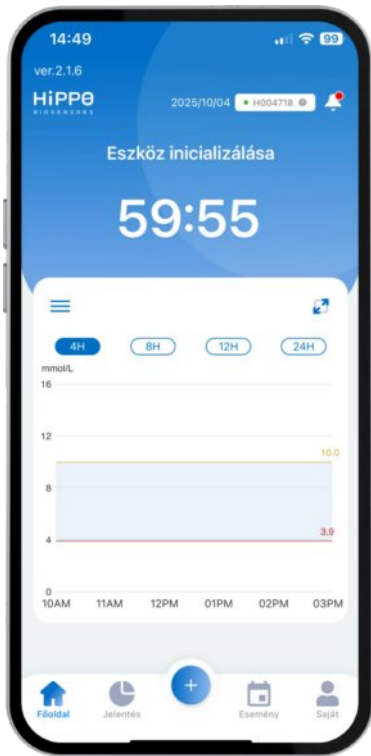 14:49
99
ver.2.1.6
HiPPO
BIOSENSORS
2025/10/04
H004718
Eszköz inicializálása
59:55
4H 8H 12H 24H
mmol/L
16
12
10.0
8
3.9
4
0
10AM 11AM 12PM 01PM 02PM 03PM
Főoldal Jelentés Esemény Saját